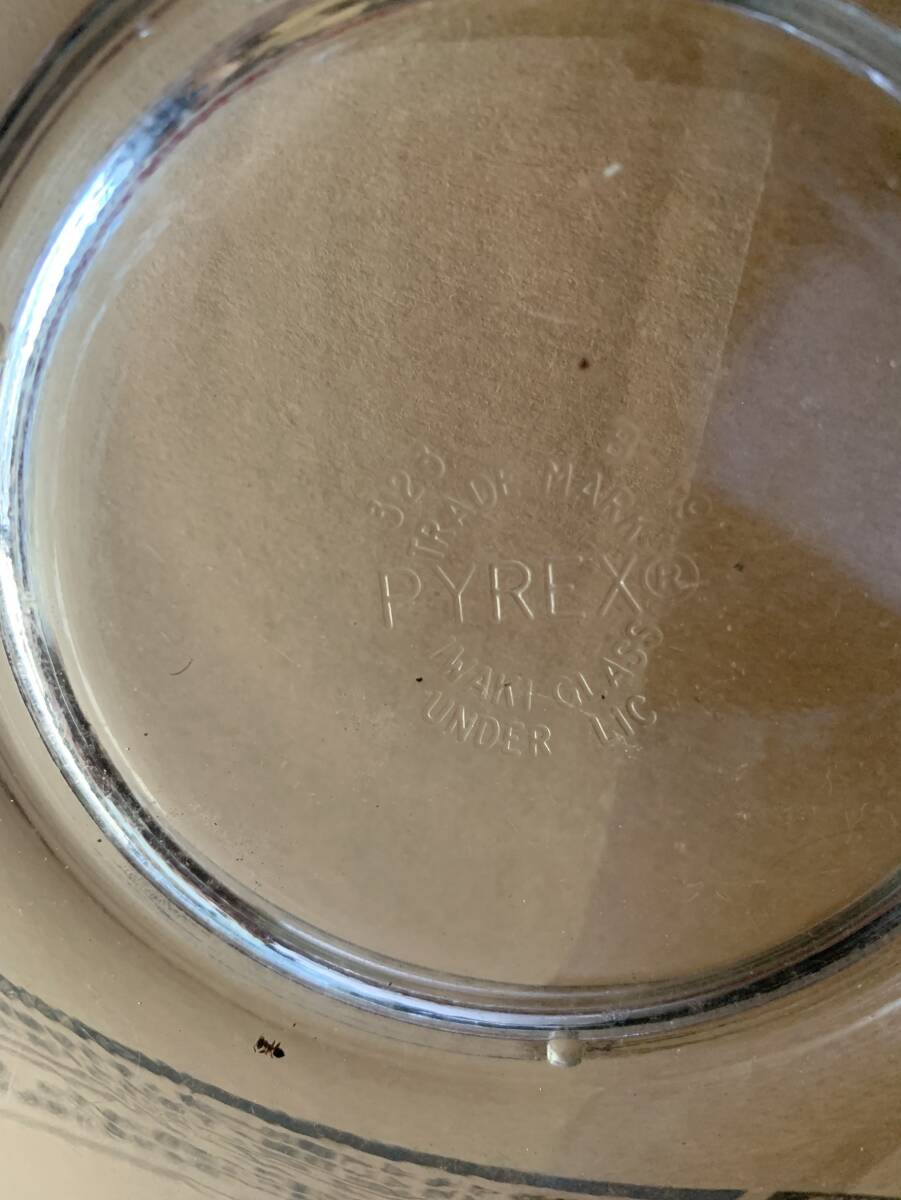 323
TRADE MARK
PYREX®
IWAKI-GLASS
UNDER LIC